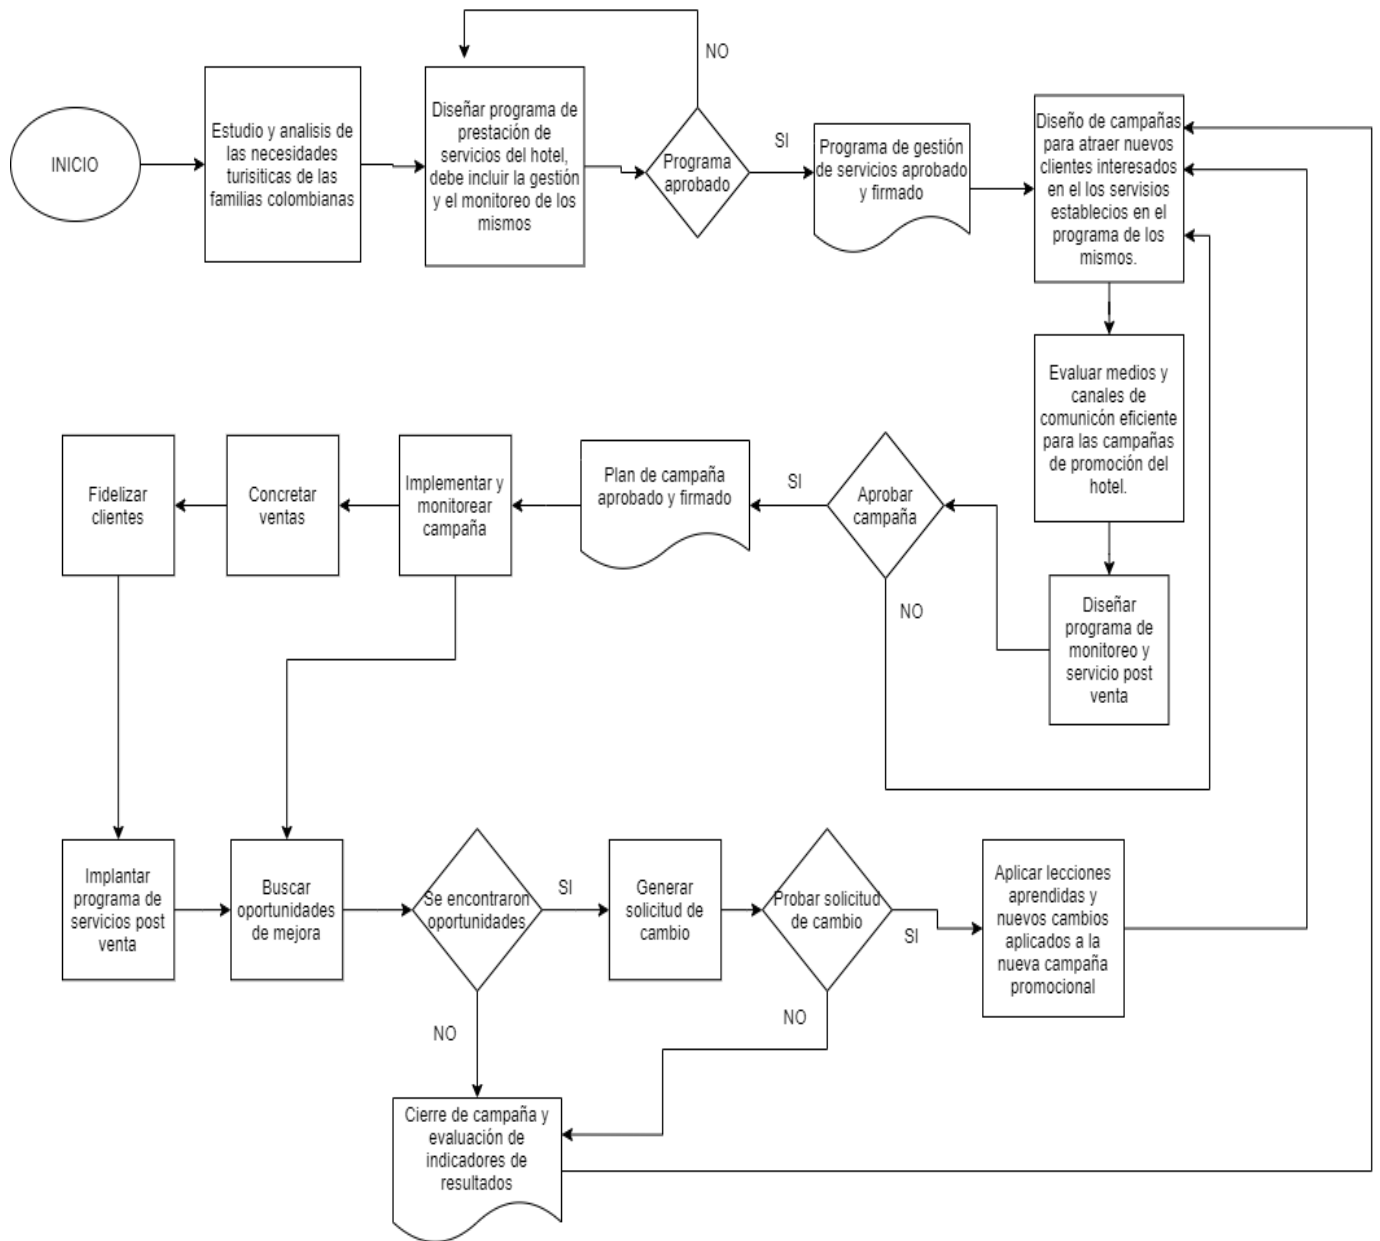 NO
INICIO
Estudio y analisis de
las necesidades
turisiticas de las
familias colombianas
Diseñar programa de
prestación de
servicios del hotel,
debe incluir la gestión
y el monitoreo de los
mismos
Programa
aprobado
SI
Programa de gestión
de servicios aprobado
y firmado
Diseño de campañas
para atraer nuevos
clientes interesados
en el los servisios
establecios en el
programa de los
mismos.
Evaluar medios y
canales de
comunicón eficiente
para las campañas
de promoción del
hotel.
Fidelizar
clientes
Concretar
ventas
Implementar y
monitorear
campaña
Plan de campaña
aprobado y firmado
SI
Aprobar
campaña
NO
Diseñar
programa de
monitoreo y
servicio post
venta
Implantar
programa de
servicios post
venta
Buscar
oportunidades
de mejora
Se encontraron
oportunidades
SI
Generar
solicitud de
cambio
Probar solicitud
de cambio
SI
Aplicar lecciones
aprendidas y
nuevos cambios
aplicados a la
nueva campaña
promocional
NO
NO
Cierre de campaña y
evaluación de
indicadores de
resultados